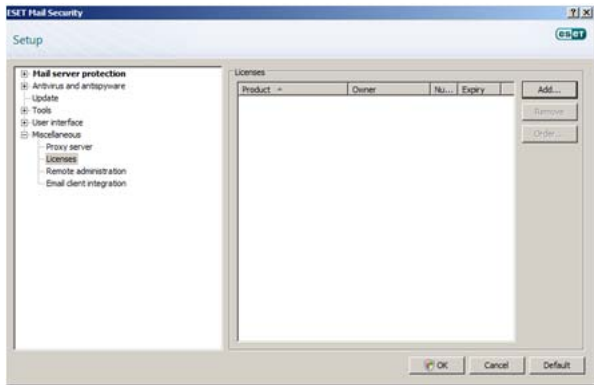 ESET Mail Security
Setup
eseT
Mail server protection
Antivirus and antispyware
Update
Tools
User interface
Miscellaneous
Proxy server
Licenses
Remote administration
Email client integration
Licenses
Product Owner Nu... Expiry
Add...
Remove
Order...
OK Cancel Default